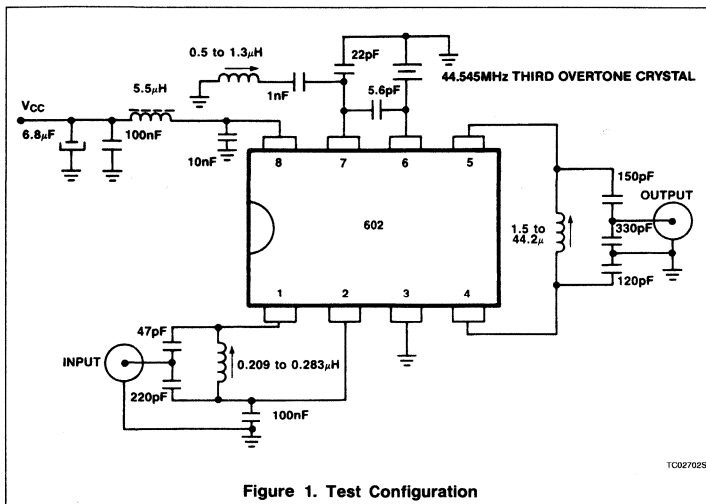 0.5 to 1.3μH
22pF
44.545MHz THIRD OVERTONE CRYSTAL
1nF
5.6pF
5.5μH
VCC
6.8μF
100nF
10nF
8
7
6
5
150pF
OUTPUT
602
1.5 to
44.2μ
330pF
120pF
1
2
3
4
47pF
INPUT
0.209 to 0.283μH
220pF
100nF
TC02702S
Figure 1. Test Configuration